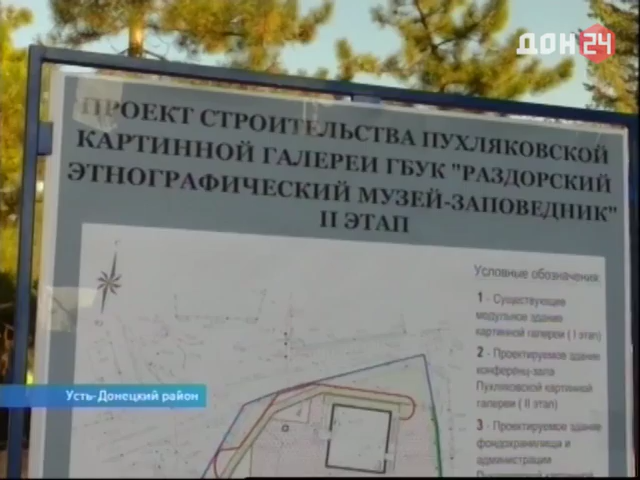 ДОН24
ПРОЕКТ СТРОИТЕЛЬСТВА ПУХЛЯКОВСКОЙ
КАРТИННОЙ ГАЛЕРЕИ ГБУК "РАЗДОРСКИЙ
ЭТНОГРАФИЧЕСКИЙ МУЗЕЙ-ЗАПОВЕДНИК"
II ЭТАП
Условные обозначения
1 - Существующее
модульное здание
картинной галереи ( I этап)
2 - Проектируемое здание
конференц-зала
Пухляковской картинной
галереи ( II этап)
3 - Проектируемое здание
фондохранилища и
администрации
Пухляковской картинной
Усть-Донецкий район